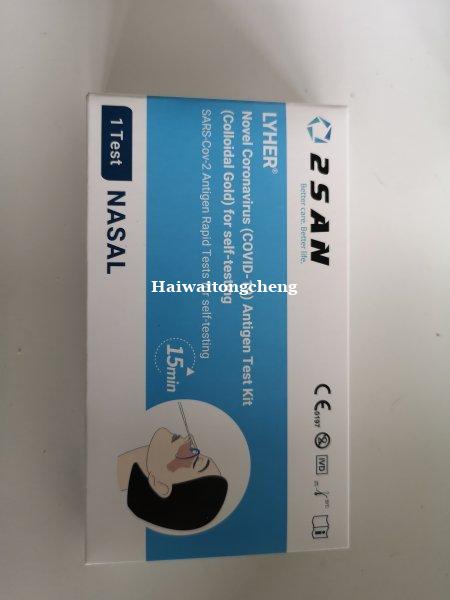 2SAN
Better care. Better life.
CE 0197
IVD
LYHER®
Novel Coronavirus (COVID- ) Antigen Test Kit
(Colloidal Gold) for self-testing
SARS-Cov-2 Antigen Rapid Tests for self-testing
15min
1 Test
NASAL
Haiwaitongcheng